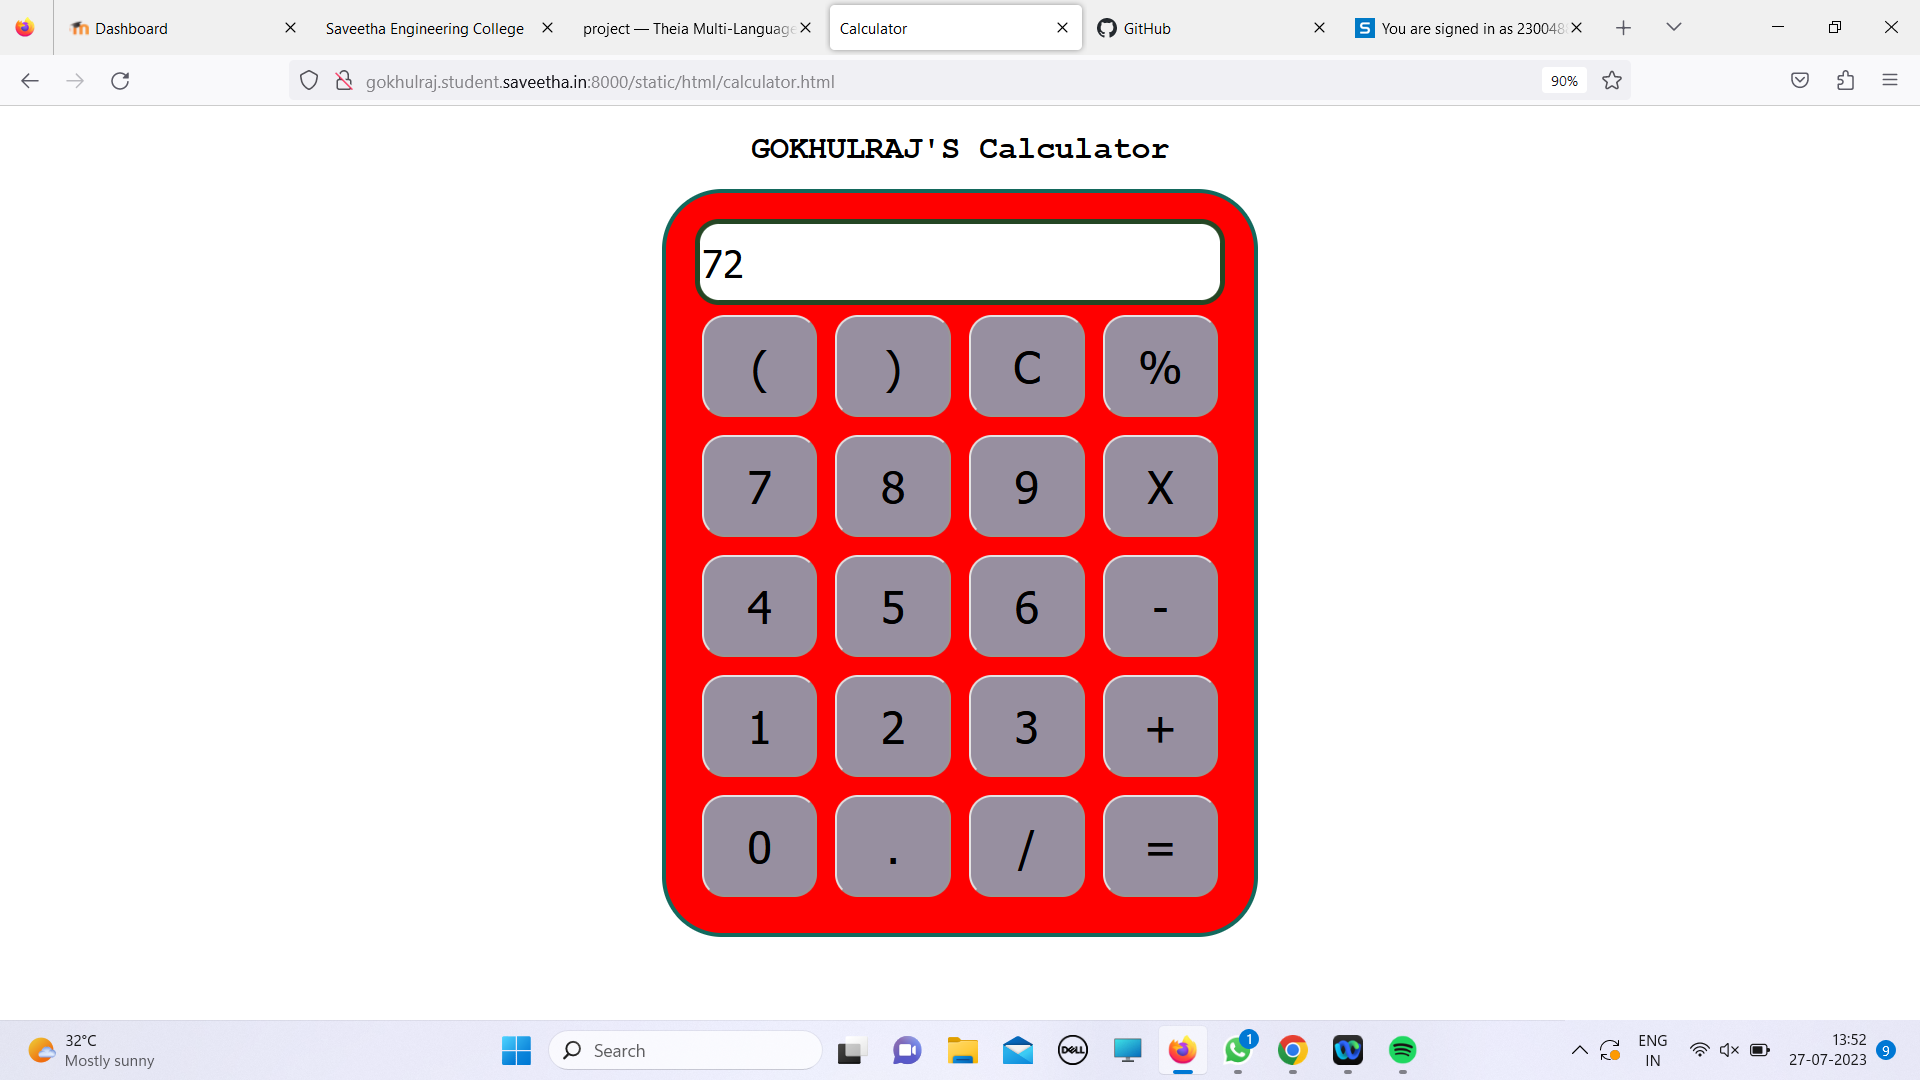 Dashboard
Saveetha Engineering College
project — Theia Multi-Language
Calculator
GitHub
You are signed in as 230048
gokhulraj.student.saveetha.in:8000/static/html/calculator.html
90%
GOKHULRAJ'S Calculator
72
( ) C %
7 8 9 X
4 5 6 -
1 2 3 +
0 . / =
32°C
Mostly sunny
Search
DELL
1
ENG
IN
13:52
27-07-2023
9